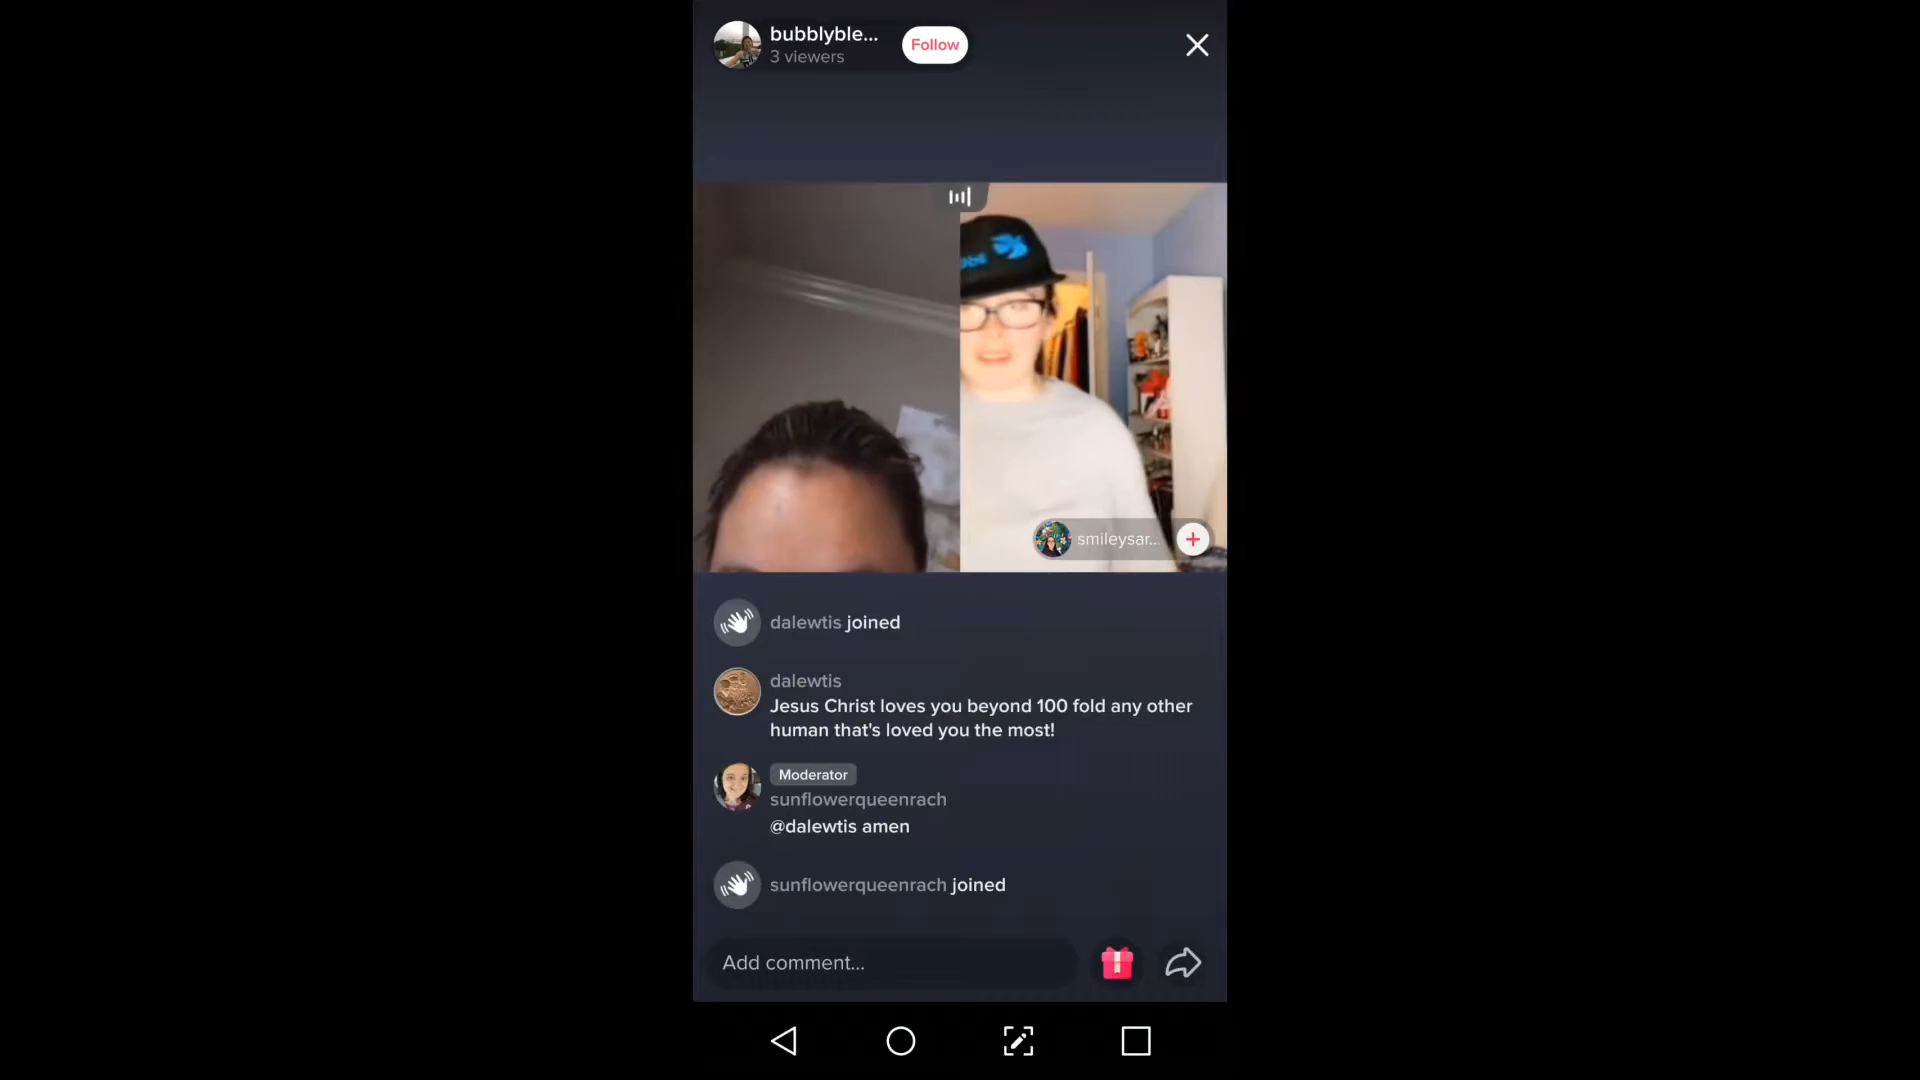 bubblyble...
3 viewers
Follow
smileysar...
dalewtis joined
dalewtis
Jesus Christ loves you beyond 100 fold any other
human that's loved you the most!
Moderator
sunflowerqueenrach
@dalewtis amen
sunflowerqueenrach joined
Add comment...